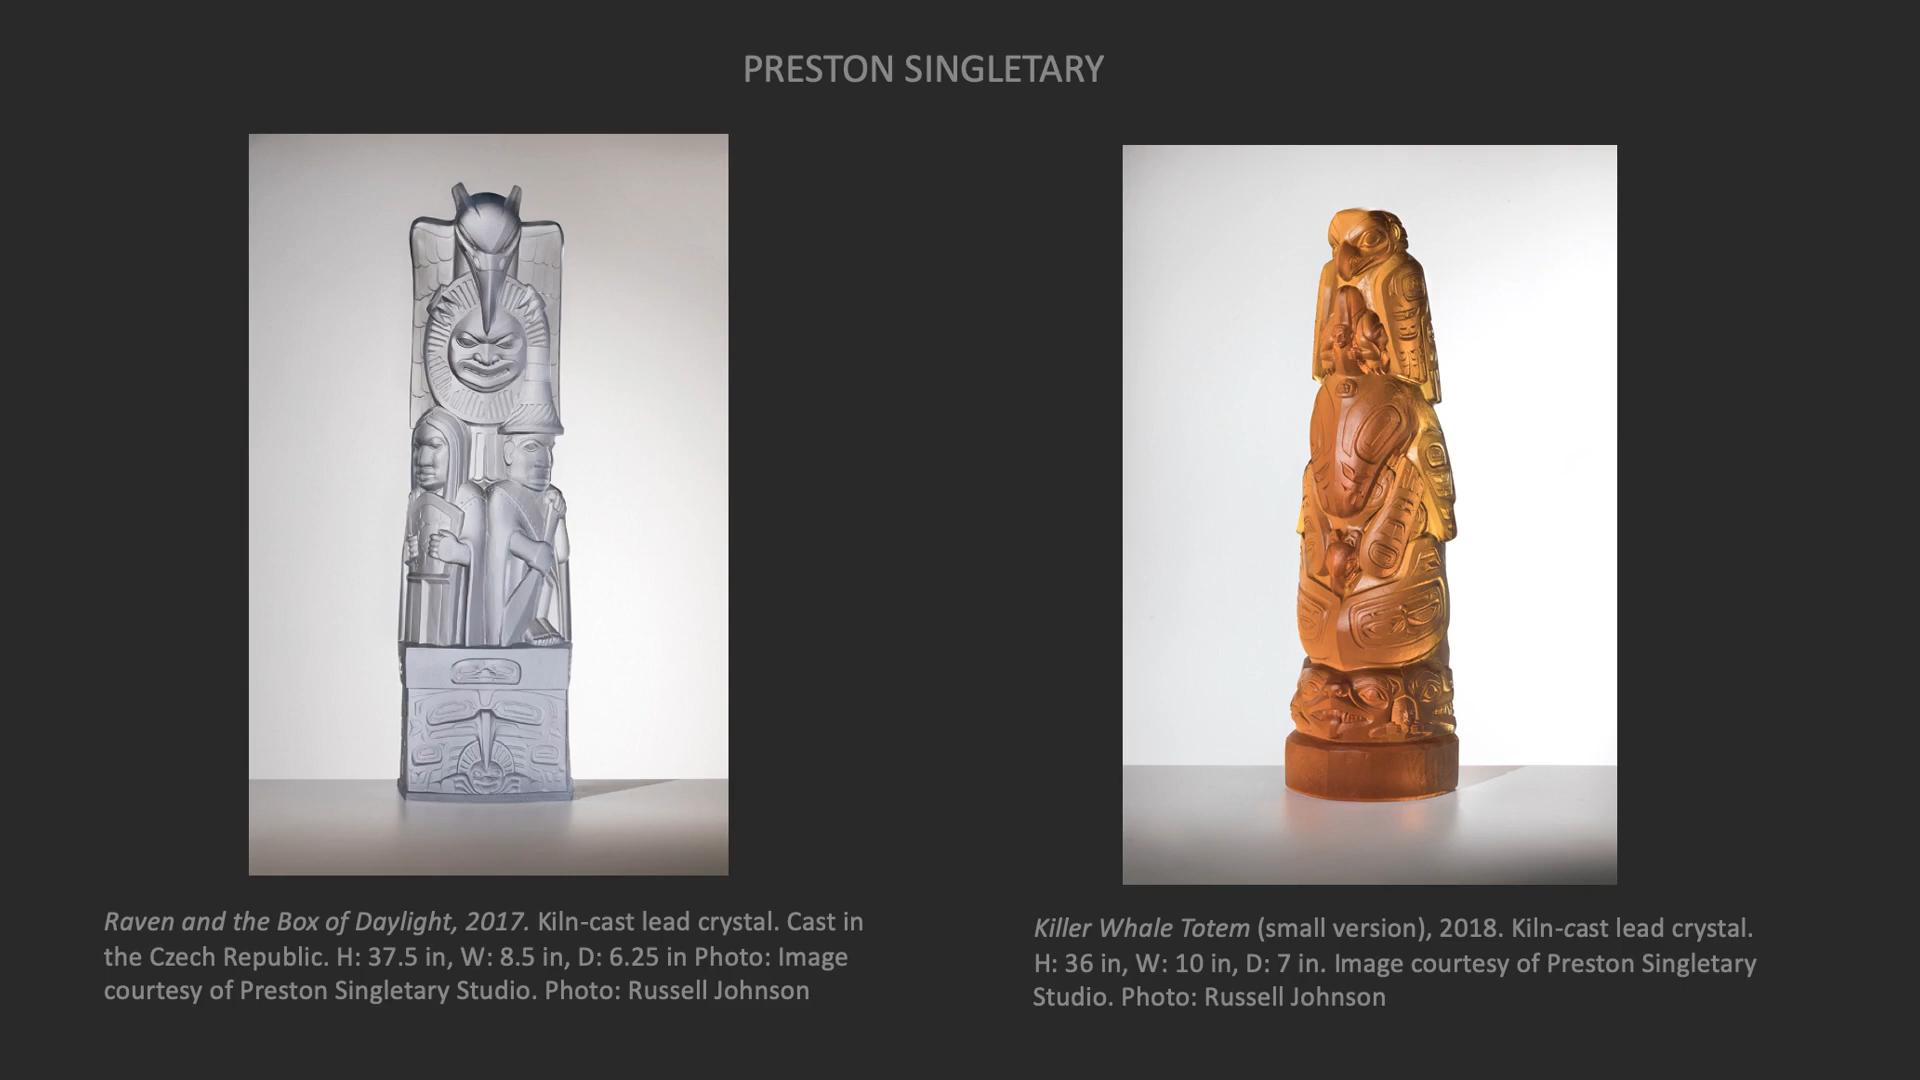 PRESTON SINGLETARY
Raven and the Box of Daylight, 2017. Kiln-cast lead crystal. Cast in
the Czech Republic. H: 37.5 in, W: 8.5 in, D: 6.25 in Photo: Image
courtesy of Preston Singletary Studio. Photo: Russell Johnson
Killer Whale Totem (small version), 2018. Kiln-cast lead crystal.
H: 36 in, W: 10 in, D: 7 in. Image courtesy of Preston Singletary
Studio. Photo: Russell Johnson